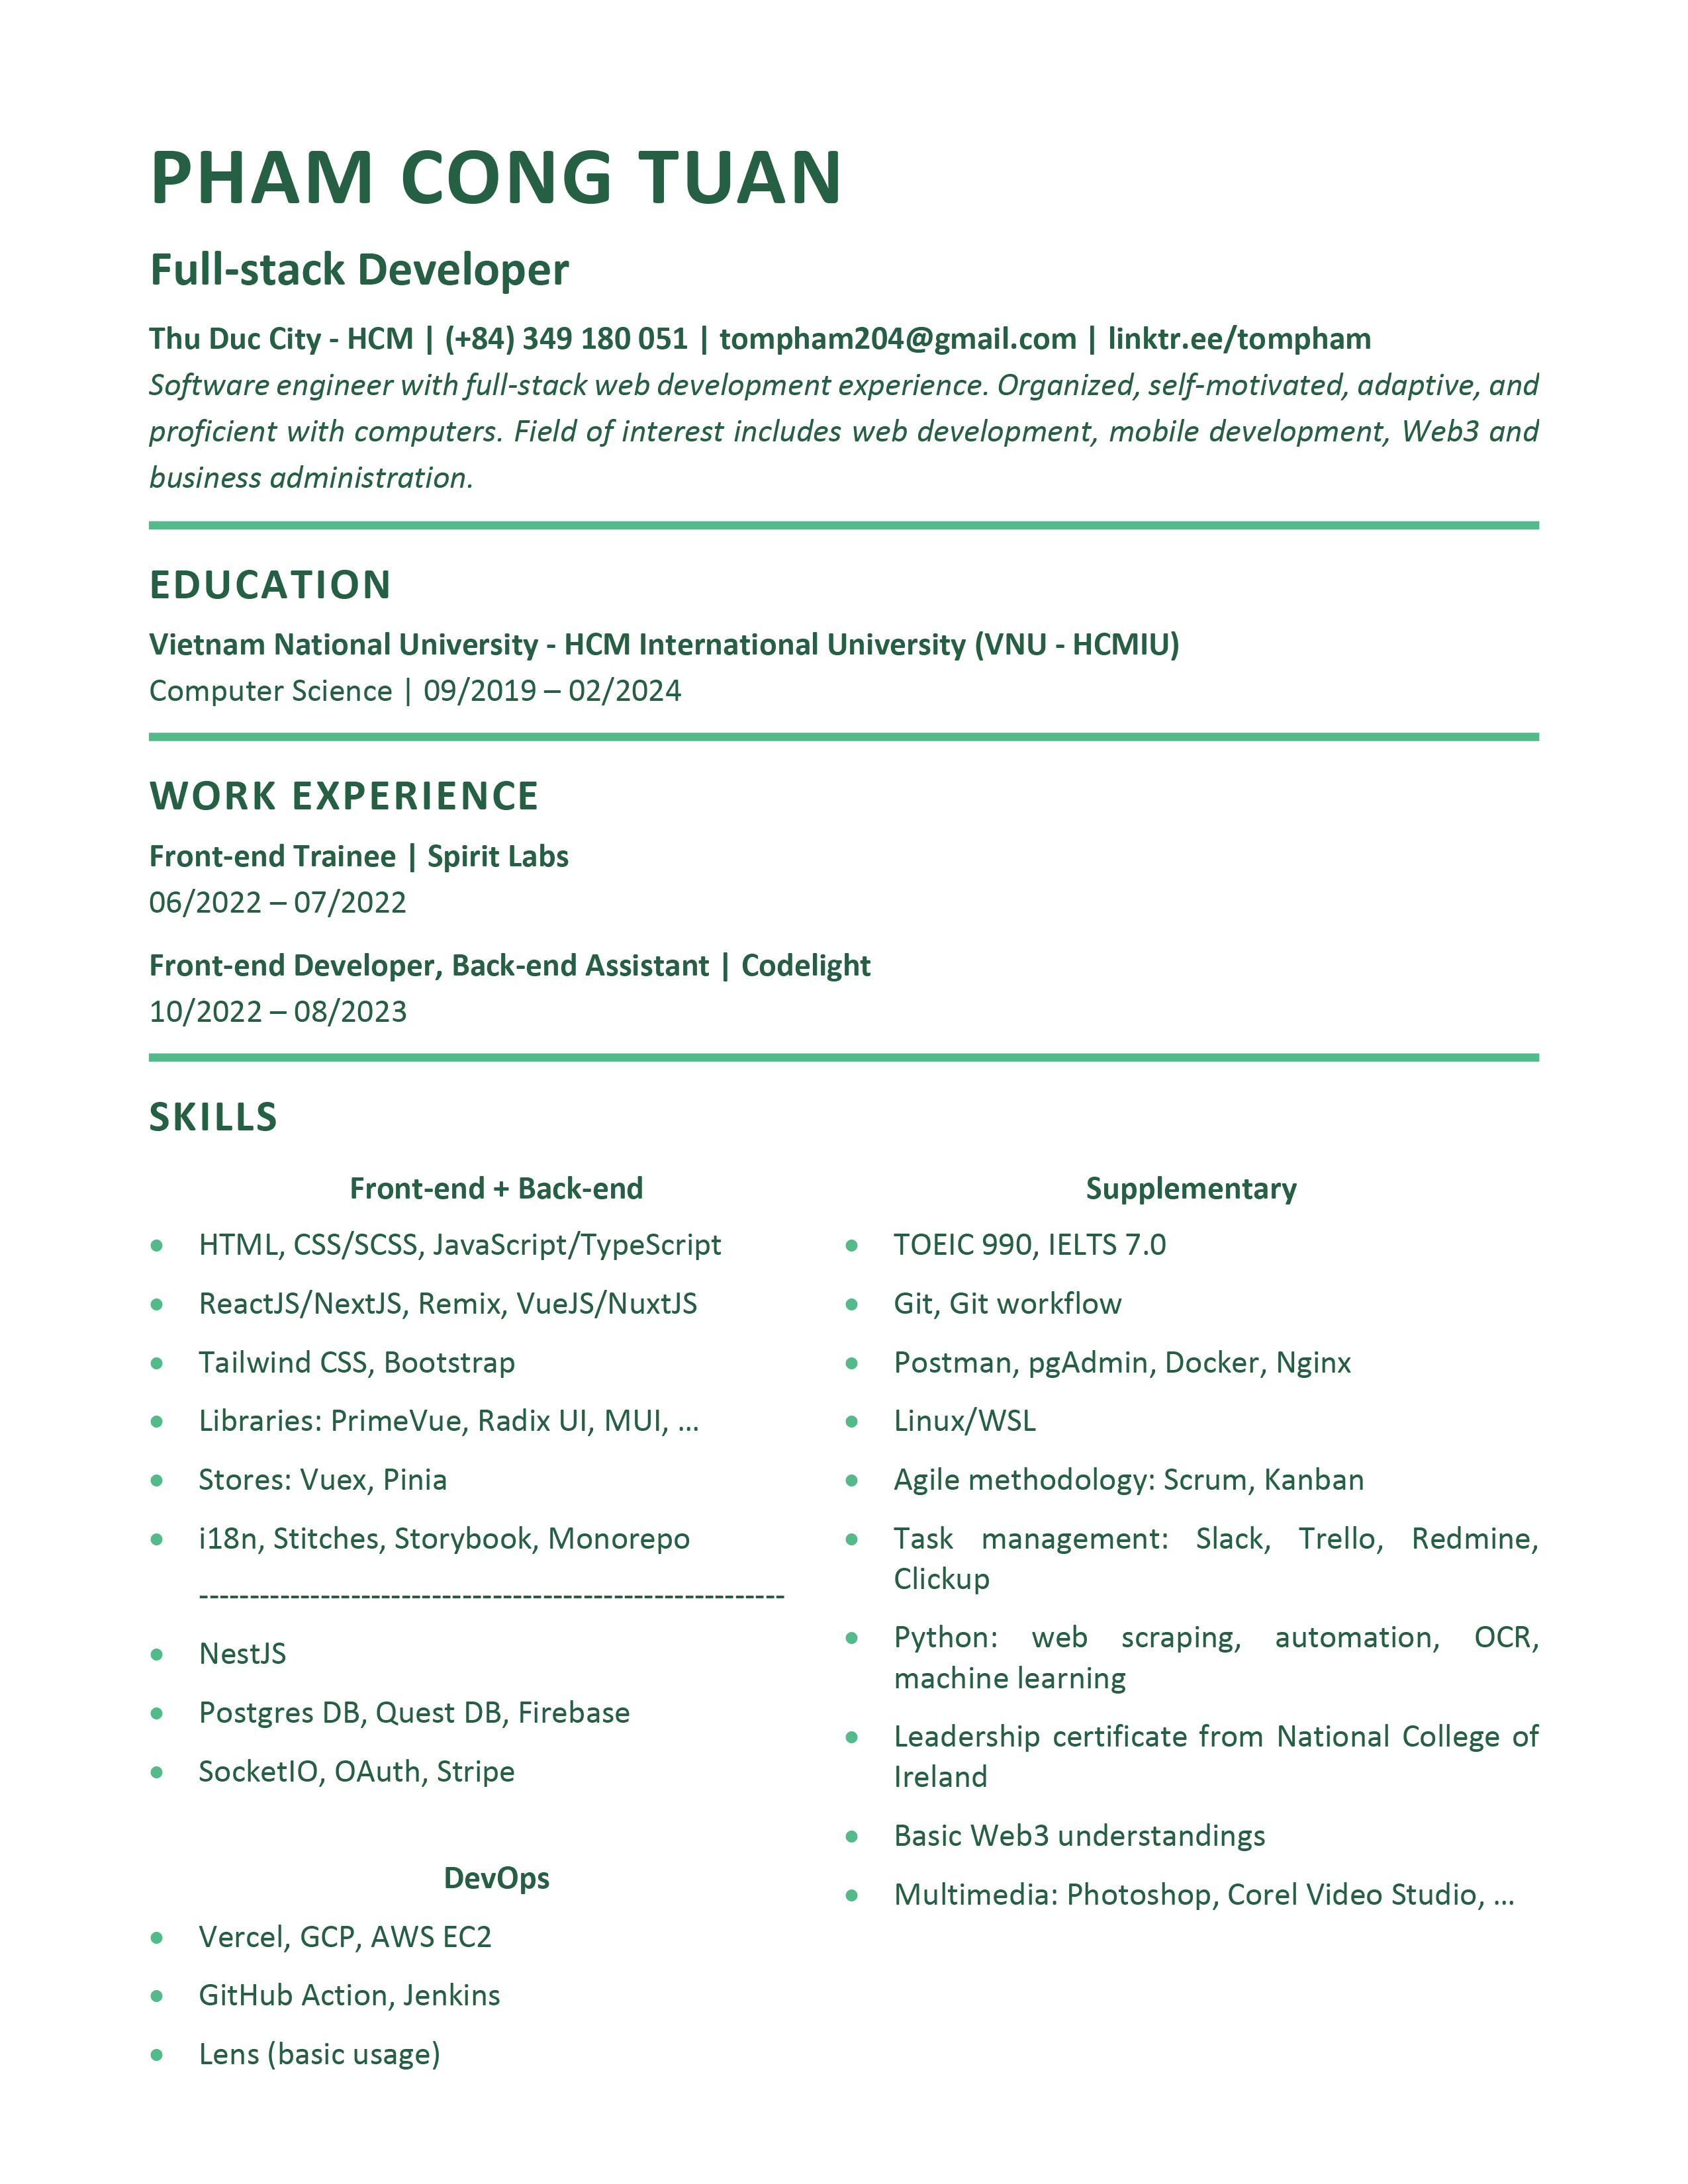 PHAM CONG TUAN
Full-stack Developer
Thu Duc City - HCM | (+84) 349 180 051 | tompham204@gmail.com | linktr.ee/tompham
Software engineer with full-stack web development experience. Organized, self-motivated, adaptive, and
proficient with computers. Field of interest includes web development, mobile development, Web3 and
business administration.
EDUCATION
Vietnam National University - HCM International University (VNU - HCMIU)
Computer Science | 09/2019 – 02/2024
WORK EXPERIENCE
Front-end Trainee | Spirit Labs
06/2022 – 07/2022
Front-end Developer, Back-end Assistant | Codelight
10/2022 – 08/2023
SKILLS
Front-end + Back-end
• HTML, CSS/SCSS, JavaScript/TypeScript
• ReactJS/NextJS, Remix, VueJS/NuxtJS
• Tailwind CSS, Bootstrap
• Libraries: PrimeVue, Radix UI, MUI, ...
• Stores: Vuex, Pinia
• i18n, Stitches, Storybook, Monorepo
----------------------------------------------------------
• NestJS
• Postgres DB, Quest DB, Firebase
• SocketIO, OAuth, Stripe
DevOps
• Vercel, GCP, AWS EC2
• GitHub Action, Jenkins
• Lens (basic usage)
Supplementary
• TOEIC 990, IELTS 7.0
• Git, Git workflow
• Postman, pgAdmin, Docker, Nginx
• Linux/WSL
• Agile methodology: Scrum, Kanban
• Task management: Slack, Trello, Redmine,
Clickup
• Python: web scraping, automation, OCR,
machine learning
• Leadership certificate from National College of
Ireland
• Basic Web3 understandings
• Multimedia: Photoshop, Corel Video Studio, ...